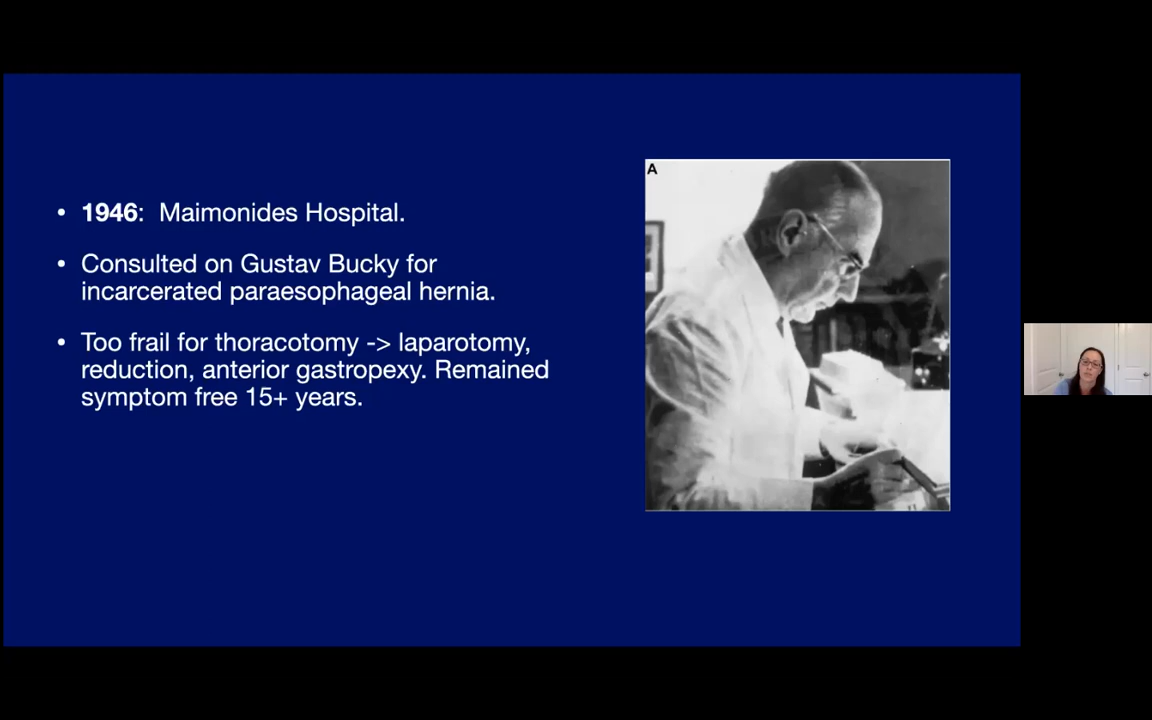 • 1946:  Maimonides Hospital.
• Consulted on Gustav Bucky for
incarcerated paraesophageal hernia.
• Too frail for thoracotomy -> laparotomy,
reduction, anterior gastropexy. Remained
symptom free 15+ years.
A